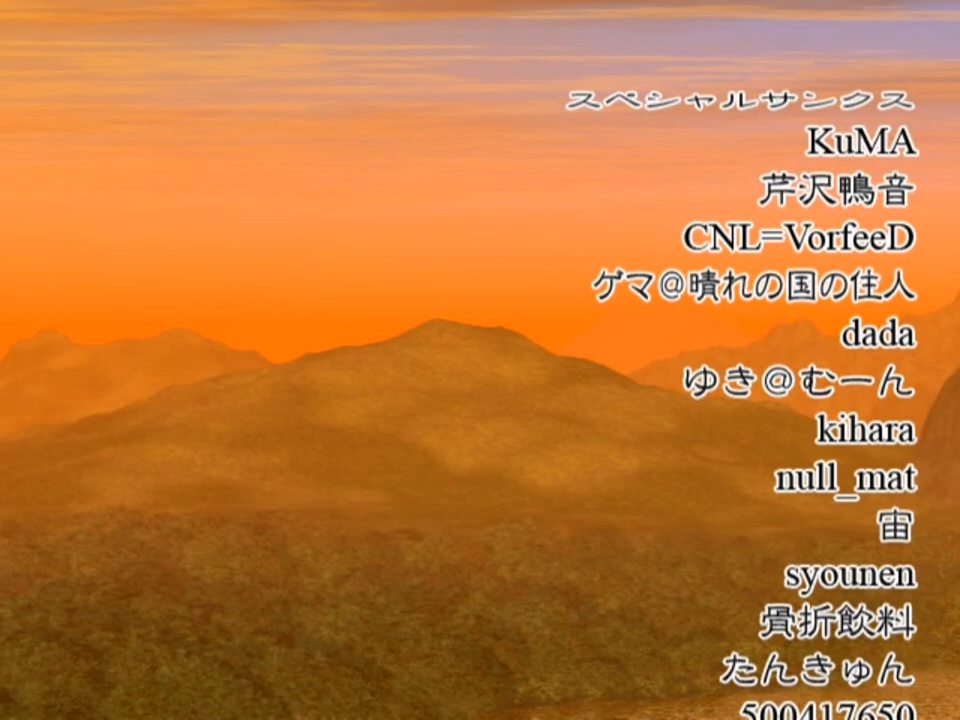 スペシャルサンクス
KuMA
芹沢鴨音
CNL=VorfeeD
ゲマ@晴れの国の住人
dada
ゆき@むーん
kihara
null_mat
宙
syounen
骨折飲料
たんきゅん
500417650